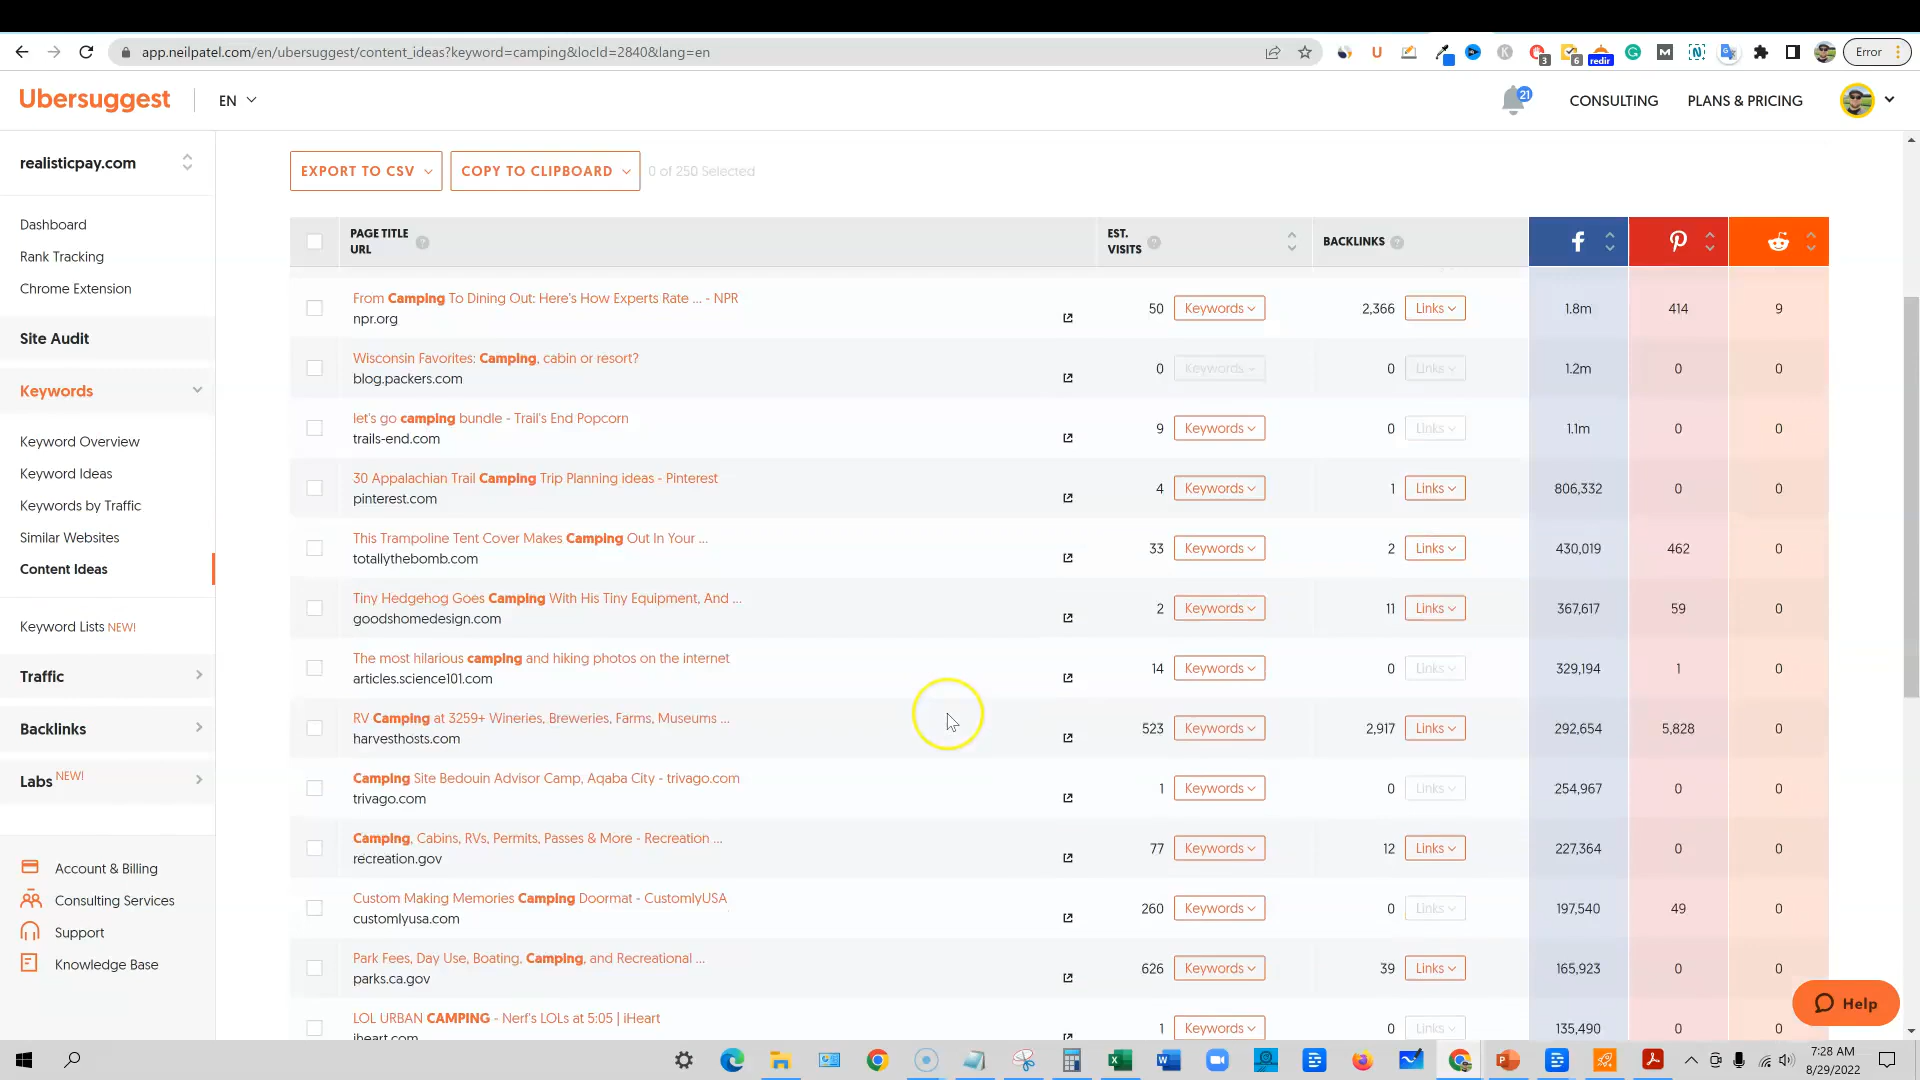 app.neilpatel.com/en/ubersuggest/content_ideas?keyword=camping&locId=2840&lang=en
Error
3
6
redir
Ubersuggest
EN
21
CONSULTING
PLANS & PRICING
realisticpay.com
Dashboard
Rank Tracking
Chrome Extension
Site Audit
Keywords
Keyword Overview
Keyword Ideas
Keywords by Traffic
Similar Websites
Content Ideas
Keyword Lists NEW!
Traffic
Backlinks
Labs NEW!
Account & Billing
Consulting Services
Support
Knowledge Base
EXPORT TO CSV
COPY TO CLIPBOARD
0 of 250 Selected
PAGE TITLE
URL
EST.
VISITS
BACKLINKS
From Camping To Dining Out: Here's How Experts Rate ... - NPR
npr.org
50 Keywords 2,366 Links 1.8m 414 9
Wisconsin Favorites: Camping, cabin or resort?
blog.packers.com
0 Keywords 0 Links 1.2m 0 0
let's go camping bundle - Trail's End Popcorn
trails-end.com
9 Keywords 0 Links 1.1m 0 0
30 Appalachian Trail Camping Trip Planning ideas - Pinterest
pinterest.com
4 Keywords 1 Links 806,332 0 0
This Trampoline Tent Cover Makes Camping Out In Your ...
totallythebomb.com
33 Keywords 2 Links 430,019 462 0
Tiny Hedgehog Goes Camping With His Tiny Equipment, And ...
goodshomedesign.com
2 Keywords 11 Links 367,617 59 0
The most hilarious camping and hiking photos on the internet
articles.science101.com
14 Keywords 0 Links 329,194 1 0
RV Camping at 3259+ Wineries, Breweries, Farms, Museums ...
harvesthosts.com
523 Keywords 2,917 Links 292,654 5,828 0
Camping Site Bedouin Advisor Camp, Aqaba City - trivago.com
trivago.com
1 Keywords 0 Links 254,967 0 0
Camping, Cabins, RVs, Permits, Passes & More - Recreation ...
recreation.gov
77 Keywords 12 Links 227,364 0 0
Custom Making Memories Camping Doormat - CustomlyUSA
customlyusa.com
260 Keywords 0 Links 197,540 49 0
Park Fees, Day Use, Boating, Camping, and Recreational ...
parks.ca.gov
626 Keywords 39 Links 165,923 0 0
LOL URBAN CAMPING - Nerf's LOLs at 5:05 | iHeart
iheart.com
1 Keywords 0 Links 135,490 0 0
Help
7:28 AM
8/29/2022